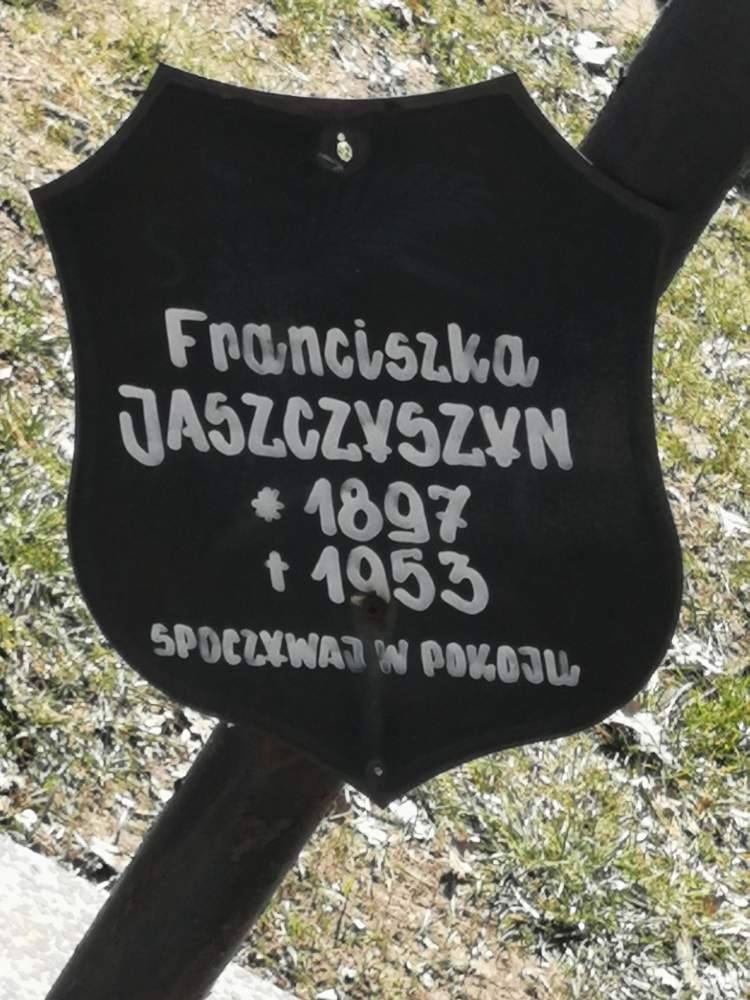 Franciszka
JASZCZYSZYN
* 1897
† 1953
SPOCZYWAJ W POKOJU